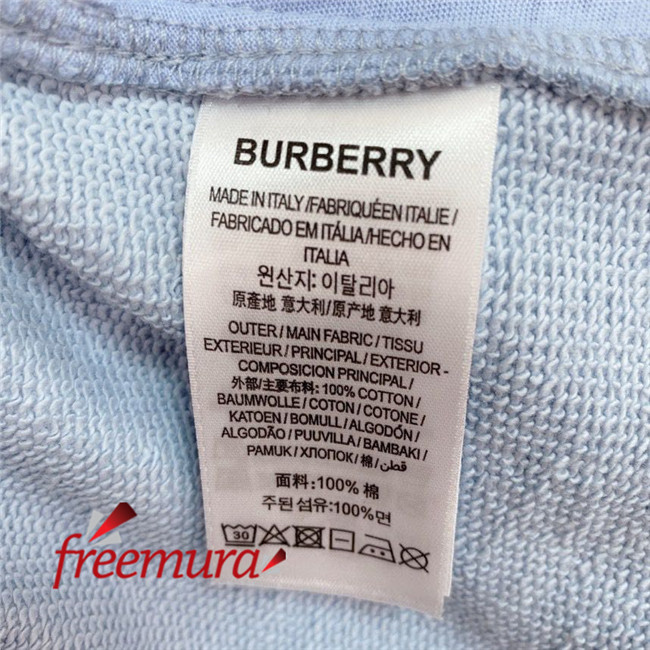 BURBERRY
MADE IN ITALY /FABRIQUÉEN ITALIE /
FABRICADO EM ITÁLIA/HECHO EN
ITALIA
원산지: 이탈리아
原產地 意大利/原产地 意大利
OUTER / MAIN FABRIC / TISSU
EXTERIEUR / PRINCIPAL / EXTERIOR -
COMPOSICION PRINCIPAL /
外部/主要布料: 100% COTTON /
BAUMWOLLE / COTON / COTONE /
KATOEN / BOMULL / ALGODÓN /
ALGODÃO / PUUVILLA / BAMBAKI /
PAMUK / ХЛОПОК / 棉 / قطن /
面料:100% 棉
주된 섬유:100%면
30
freemura